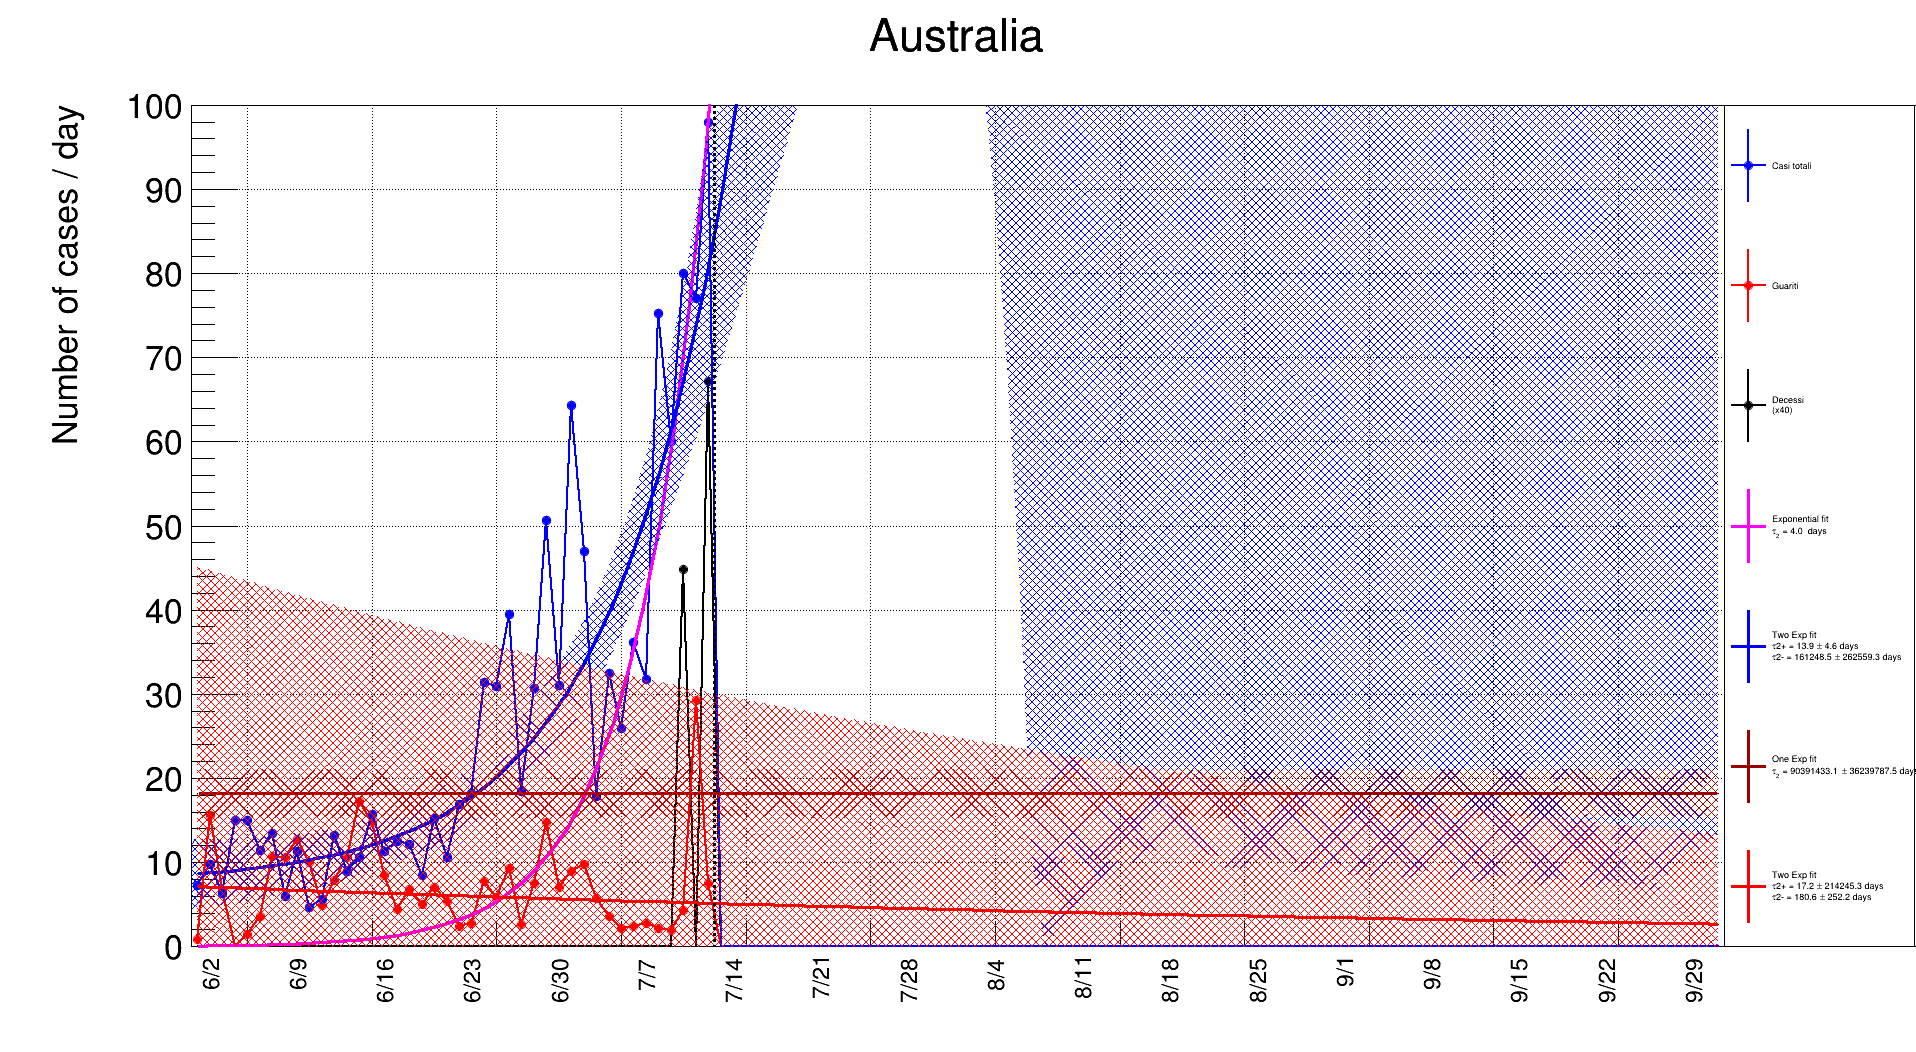 Australia
Number of cases / day
100
90
80
70
60
50
40
30
20
10
0
6/2
6/9
6/16
6/23
6/30
7/7
7/14
7/21
7/28
8/4
8/11
8/18
8/25
9/1
9/8
9/15
9/22
9/29
Casi totali
Guariti
Decessi
(x40)
Exponential fit
τ2 = 4.0 days
Two Exp fit
τ2+ = 13.9 ± 4.6 days
τ2- = 161248.5 ± 262559.3 days
One Exp fit
τ2 = 90391433.1 ± 36239787.5 days
Two Exp fit
τ2+ = 17.2 ± 214245.3 days
τ2- = 180.6 ± 252.2 days